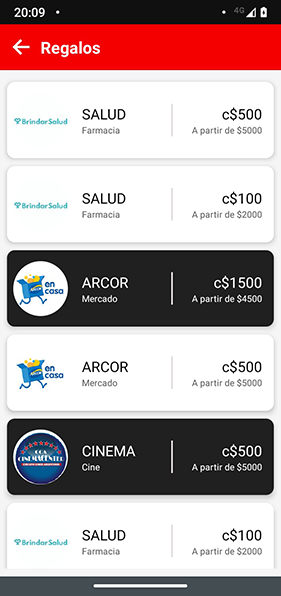 20:09
4G
Regalos
BrindarSalud
SALUD
Farmacia
c$500
A partir de $5000
BrindarSalud
SALUD
Farmacia
c$100
A partir de $2000
ARCOR
en casa
ARCOR
Mercado
c$1500
A partir de $4500
ARCOR
en casa
ARCOR
Mercado
c$500
A partir de $5000
CINEMACENTER
CINEMA
Cine
c$500
A partir de $5000
BrindarSalud
SALUD
Farmacia
c$100
A partir de $2000